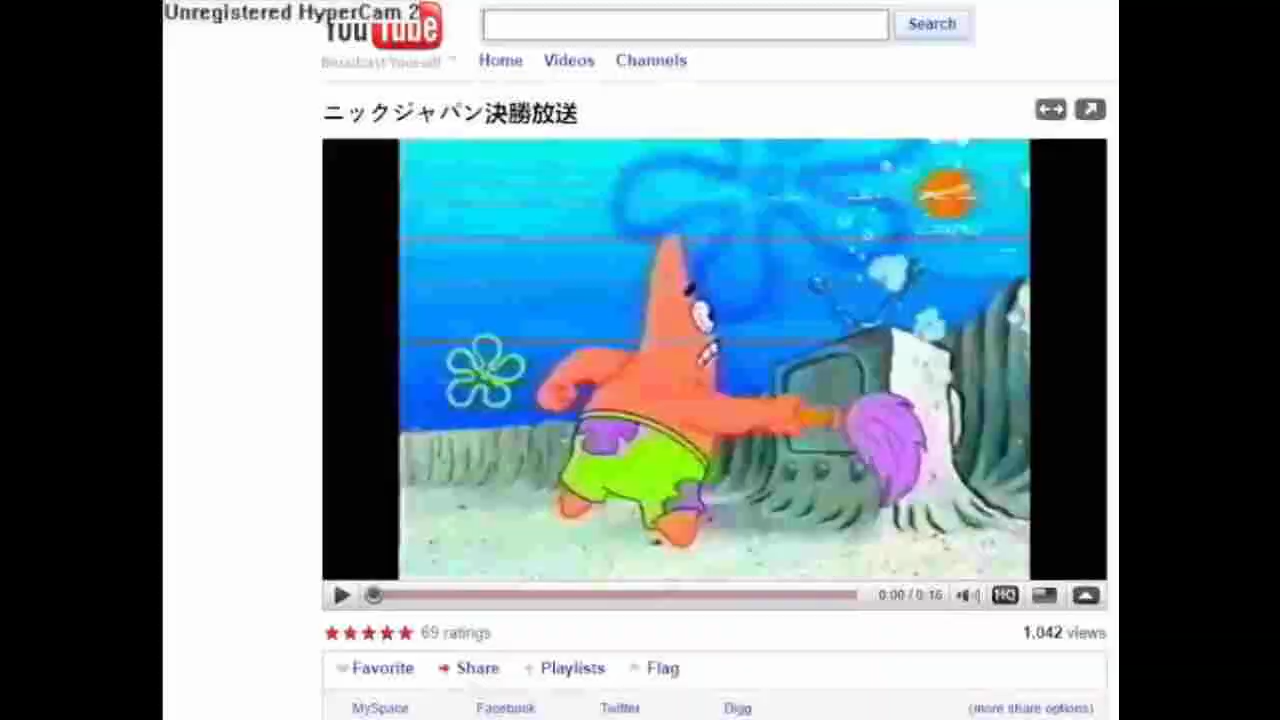 Unregistered HyperCam 2
YouTube
Search
Broadcast Yourself ™
Home Videos Channels
ニックジャパン決勝放送
0:00 / 0:16 HQ
69 ratings 1,042 views
Favorite Share Playlists Flag
MySpace Facebook Twitter Digg (more share options)